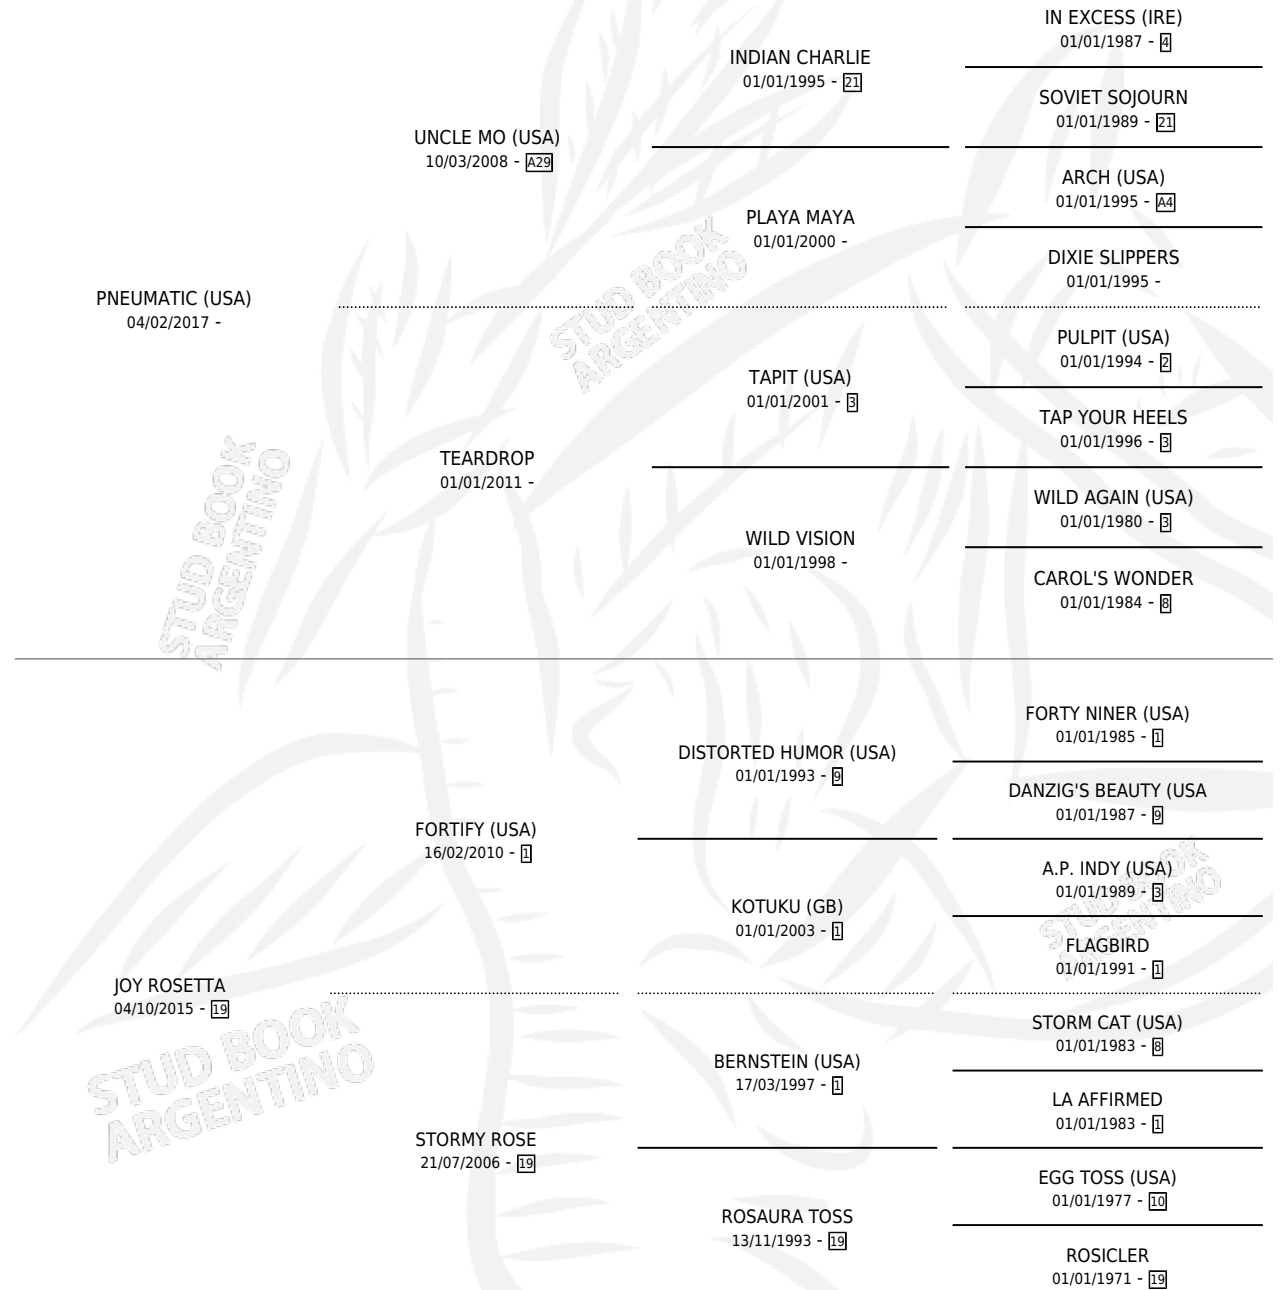 IN EXCESS (IRE)
01/01/1987 - 4
INDIAN CHARLIE
01/01/1995 - 21
SOVIET SOJOURN
01/01/1989 - 21
UNCLE MO (USA)
10/03/2008 - A29
ARCH (USA)
01/01/1995 - A4
PLAYA MAYA
01/01/2000 -
DIXIE SLIPPERS
01/01/1995 -
PNEUMATIC (USA)
04/02/2017 -
PULPIT (USA)
01/01/1994 - 2
TAPIT (USA)
01/01/2001 - 3
TAP YOUR HEELS
01/01/1996 - 3
TEARDROP
01/01/2011 -
WILD AGAIN (USA)
01/01/1980 - 3
WILD VISION
01/01/1998 -
CAROL'S WONDER
01/01/1984 - 8
FORTY NINER (USA)
01/01/1985 - 1
DISTORTED HUMOR (USA)
01/01/1993 - 9
DANZIG'S BEAUTY (USA
01/01/1987 - 9
FORTIFY (USA)
16/02/2010 - 1
A.P. INDY (USA)
01/01/1989 - 3
KOTUKU (GB)
01/01/2003 - 1
FLAGBIRD
01/01/1991 - 1
JOY ROSETTA
04/10/2015 - 19
STORM CAT (USA)
01/01/1983 - 8
BERNSTEIN (USA)
17/03/1997 - 1
LA AFFIRMED
01/01/1983 - 1
STORMY ROSE
21/07/2006 - 19
EGG TOSS (USA)
01/01/1977 - 10
ROSAURA TOSS
13/11/1993 - 19
ROSICLER
01/01/1971 - 19
STUD BOOK
ARGENTINO
STUD BOOK
ARGENTINO
STUD BOOK
ARGENTINO
STUD BOOK
ARGENTINO